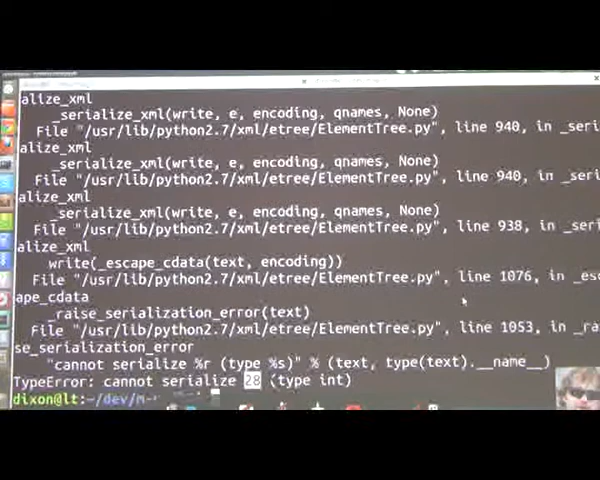 alize_xml
_serialize_xml(write, e, encoding, qnames, None)
File "/usr/lib/python2.7/xml/etree/ElementTree.py", line 940, in _seri
alize_xml
_serialize_xml(write, e, encoding, qnames, None)
File "/usr/lib/python2.7/xml/etree/ElementTree.py", line 940, in _seri
alize_xml
_serialize_xml(write, e, encoding, qnames, None)
File "/usr/lib/python2.7/xml/etree/ElementTree.py", line 938, in _seri
alize_xml
write(_escape_cdata(text, encoding))
File "/usr/lib/python2.7/xml/etree/ElementTree.py", line 1076, in _esc
ape_cdata
_raise_serialization_error(text)
File "/usr/lib/python2.7/xml/etree/ElementTree.py", line 1053, in _ra
se_serialization_error
"cannot serialize %r (type %s)" % (text, type(text).__name__)
TypeError: cannot serialize 28 (type int)
dixon@lt:~/dev/m